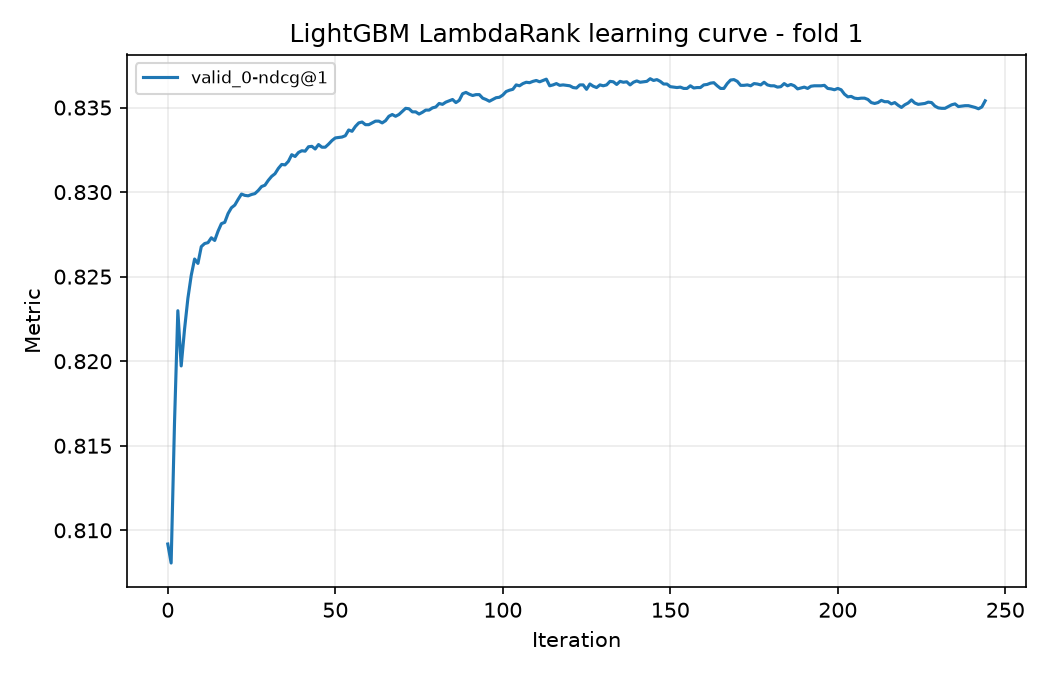 LightGBM LambdaRank learning curve - fold 1
valid_0-ndcg@1
0.835
0.830
0.825
0.820
0.815
0.810
Metric
0 50 100 150 200 250
Iteration